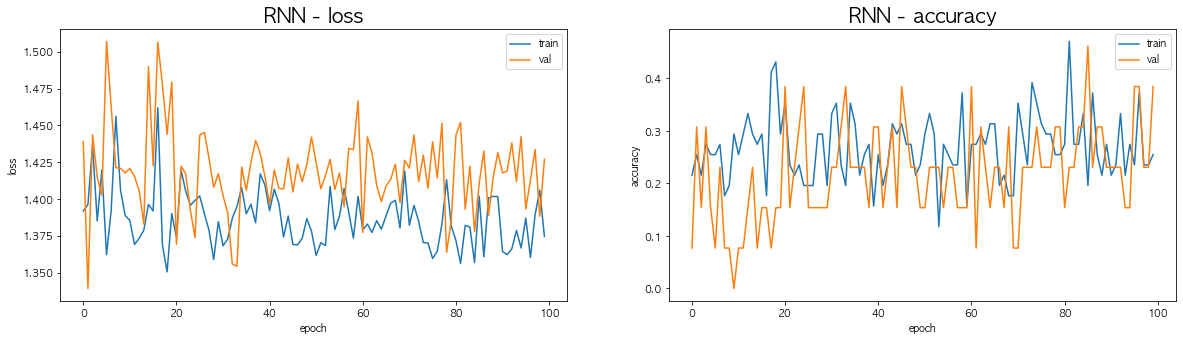 RNN - loss
train
val
1.500
1.475
1.450
1.425
1.400
1.375
1.350
loss
0 20 40 60 80 100
epoch
RNN - accuracy
train
val
0.4
0.3
0.2
0.1
0.0
accuracy
0 20 40 60 80 100
epoch